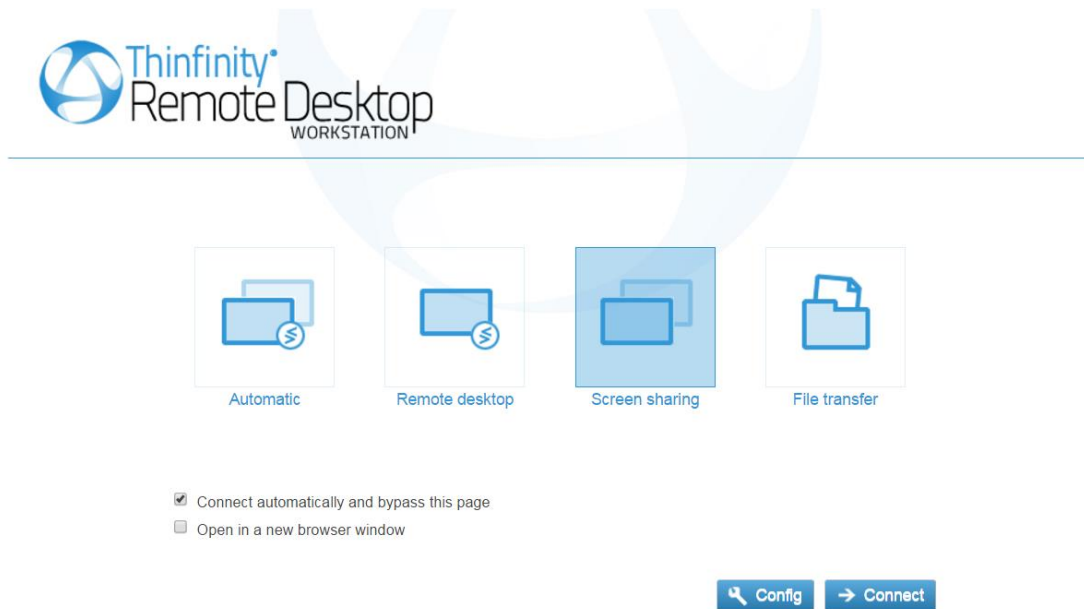 Thinfinity
Remote Desktop
WORKSTATION
Automatic
Remote desktop
Screen sharing
File transfer
Connect automatically and bypass this page
Open in a new browser window
Config
Connect